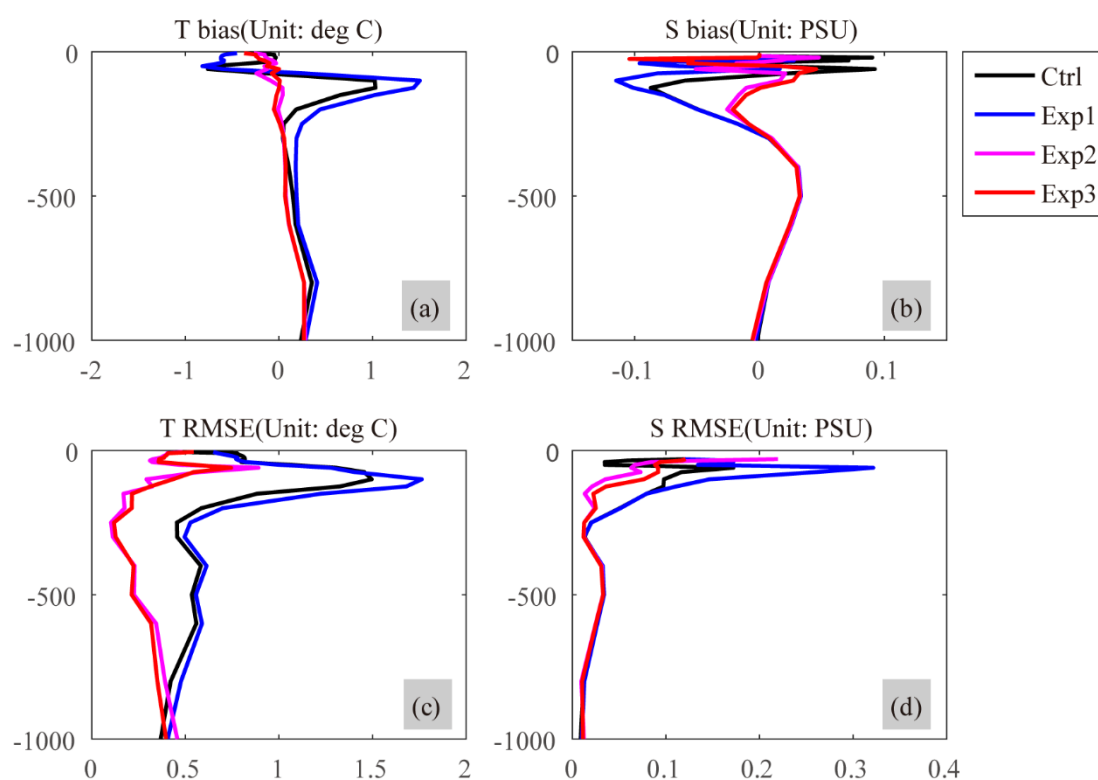 T bias(Unit: deg C)
S bias(Unit: PSU)
0
-500
-1000
-2
-1
0
1
2
(a)
0
-500
-1000
-0.1
0
0.1
(b)
Ctrl
Exp1
Exp2
Exp3
T RMSE(Unit: deg C)
S RMSE(Unit: PSU)
0
-500
-1000
0
0.5
1
1.5
2
(c)
0
-500
-1000
0
0.1
0.2
0.3
0.4
(d)